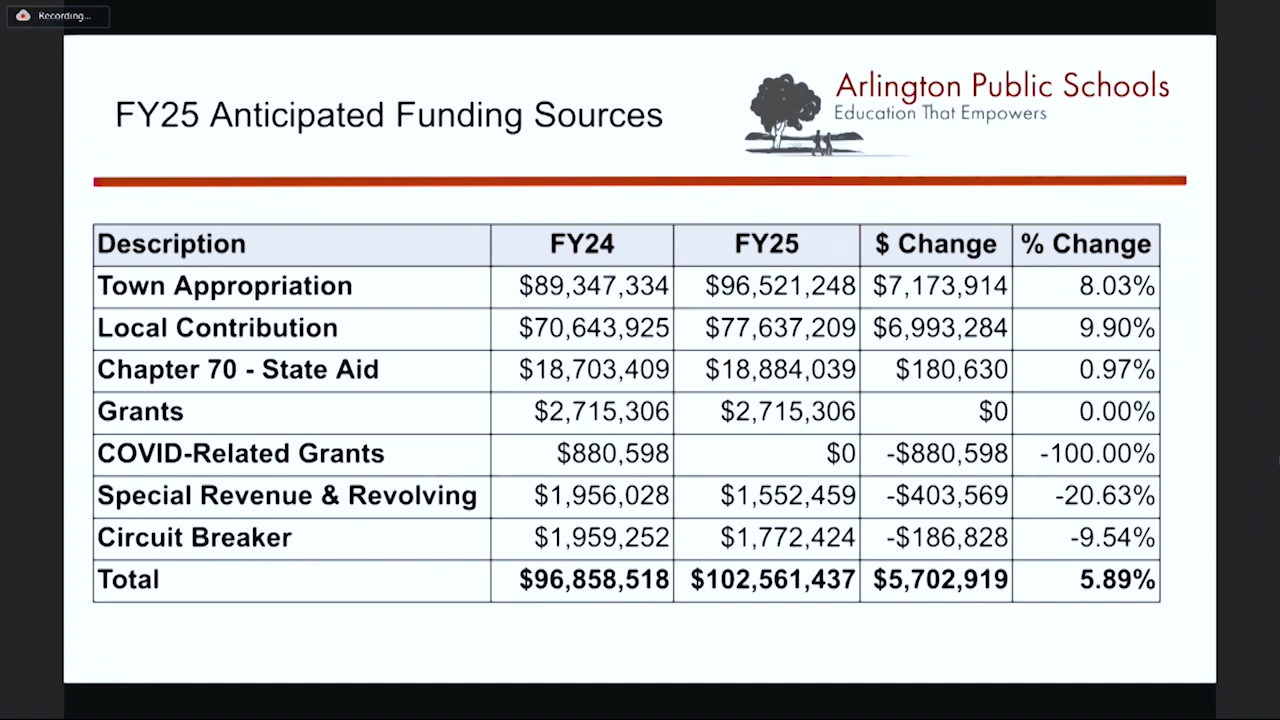 Recording...
FY25 Anticipated Funding Sources
Arlington Public Schools
Education That Empowers
Description FY24 FY25 $ Change % Change
Town Appropriation $89,347,334 $96,521,248 $7,173,914 8.03%
Local Contribution $70,643,925 $77,637,209 $6,993,284 9.90%
Chapter 70 - State Aid $18,703,409 $18,884,039 $180,630 0.97%
Grants $2,715,306 $2,715,306 $0 0.00%
COVID-Related Grants $880,598 $0 -$880,598 -100.00%
Special Revenue & Revolving $1,956,028 $1,552,459 -$403,569 -20.63%
Circuit Breaker $1,959,252 $1,772,424 -$186,828 -9.54%
Total $96,858,518 $102,561,437 $5,702,919 5.89%